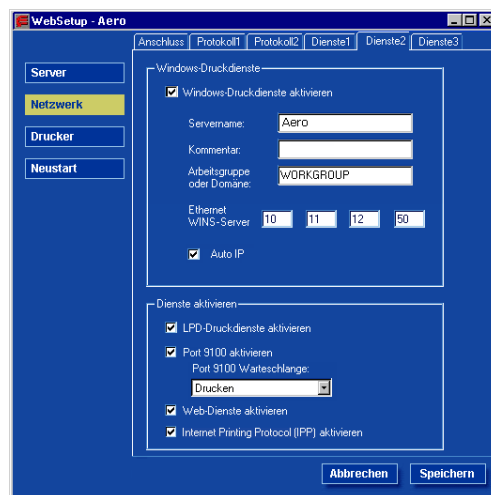 WebSetup - Aero
Anschluss Protokoll1 Protokoll2 Dienste1 Dienste2 Dienste3
Server
Netzwerk
Drucker
Neustart
Windows-Druckdienste
Windows-Druckdienste aktivieren
Servername: Aero
Kommentar:
Arbeitsgruppe
oder Domäne: WORKGROUP
Ethernet
WINS-Server 10 11 12 50
Auto IP
Dienste aktivieren
LPD-Druckdienste aktivieren
Port 9100 aktivieren
Port 9100 Warteschlange:
Drucken
Web-Dienste aktivieren
Internet Printing Protocol (IPP) aktivieren
Abbrechen Speichern